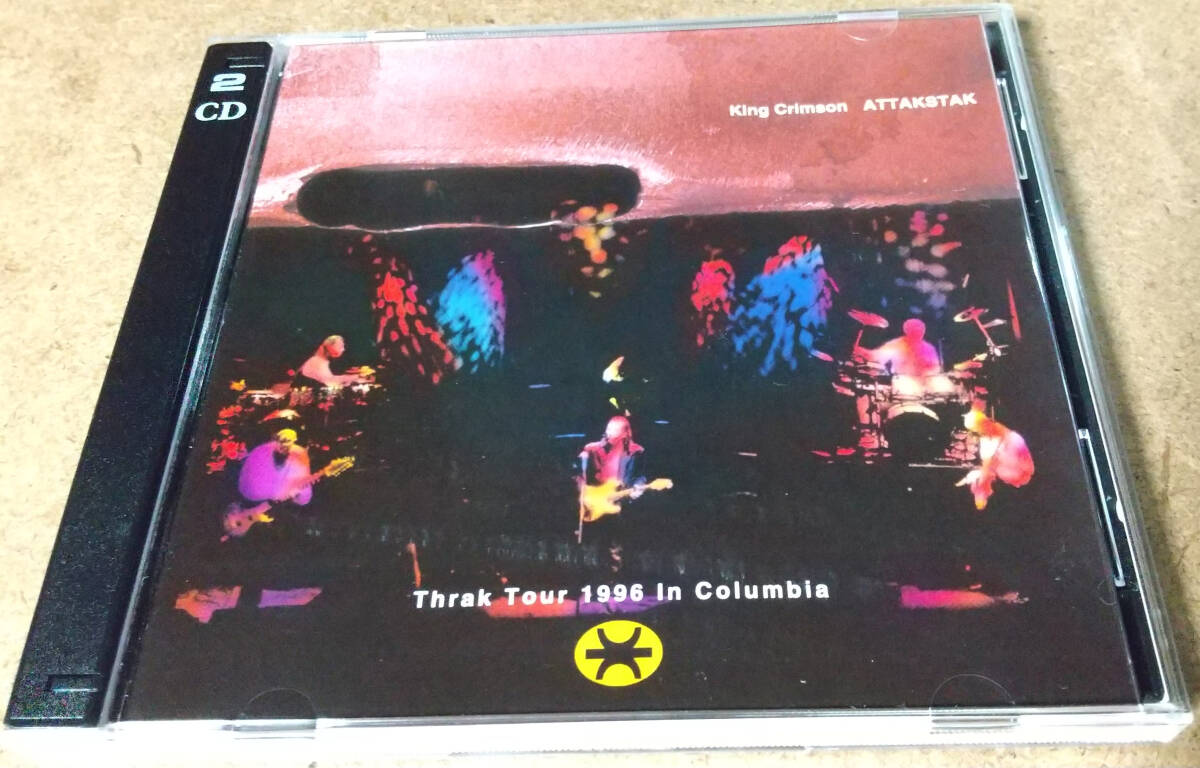 2
CD
King Crimson ATTAKSTAK
Thrak Tour 1996 In Columbia